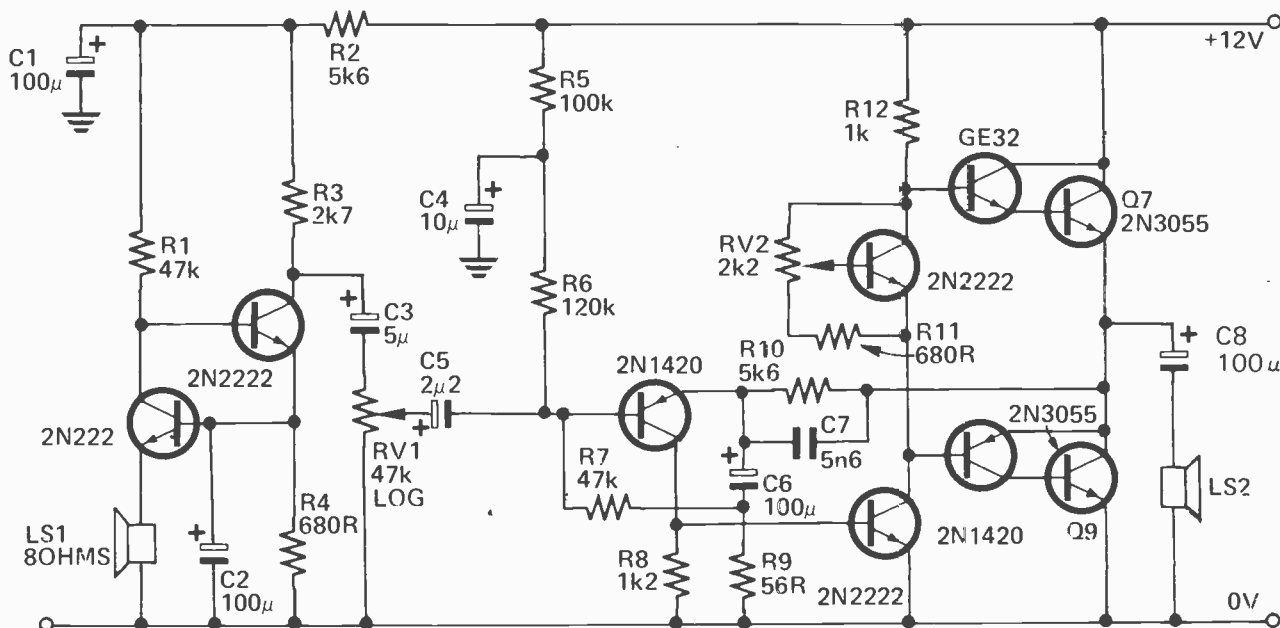 C1
100μ
R2
5k6
R5
100k
+12V
R12
1k
GE32
Q7
2N3055
R3
2k7
C4
10μ
R1
47k
RV2
2k2
2N2222
R6
120k
C3
5μ
C8
100μ
R11
680R
2N2222
C5
2μ2
2N1420
R10
5k6
2N3055
2N222
RV1
47k
LOG
C7
5n6
R7
47k
C6
100μ
LS2
R4
680R
LS1
8OHMS
C2
100μ
R8
1k2
R9
56R
2N1420
Q9
2N2222
0V